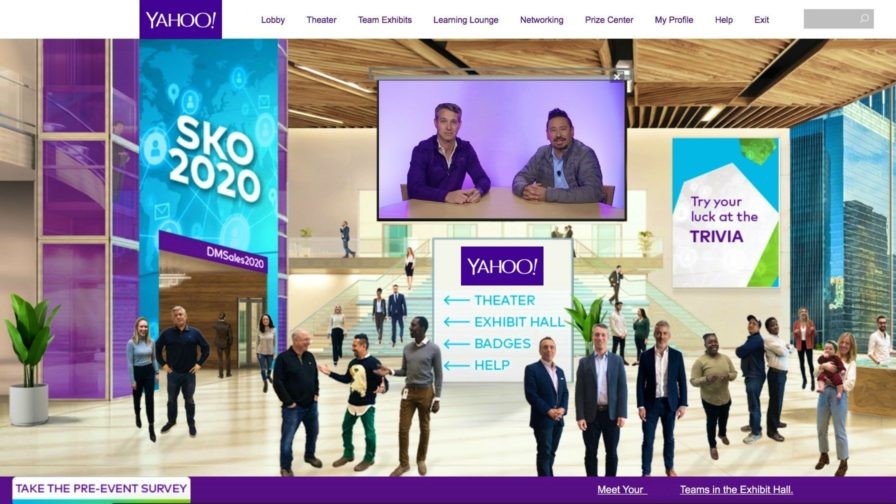 YAHOO!
Lobby
Theater
Team Exhibits
Learning Lounge
Networking
Prize Center
My Profile
Help
Exit
SKO
2020
DMSales2020
YAHOO!
← THEATER
← EXHIBIT HALL
← BADGES
← HELP
Try your
luck at the
TRIVIA
TAKE THE PRE-EVENT SURVEY
Meet Your
Teams in the Exhibit Hall.